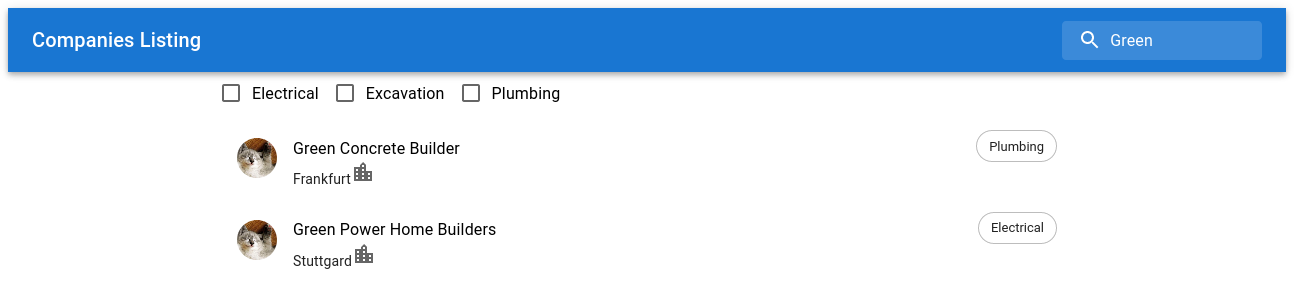 Companies Listing
Green
Electrical Excavation Plumbing
Green Concrete Builder
Plumbing
Frankfurt
Green Power Home Builders
Electrical
Stuttgard